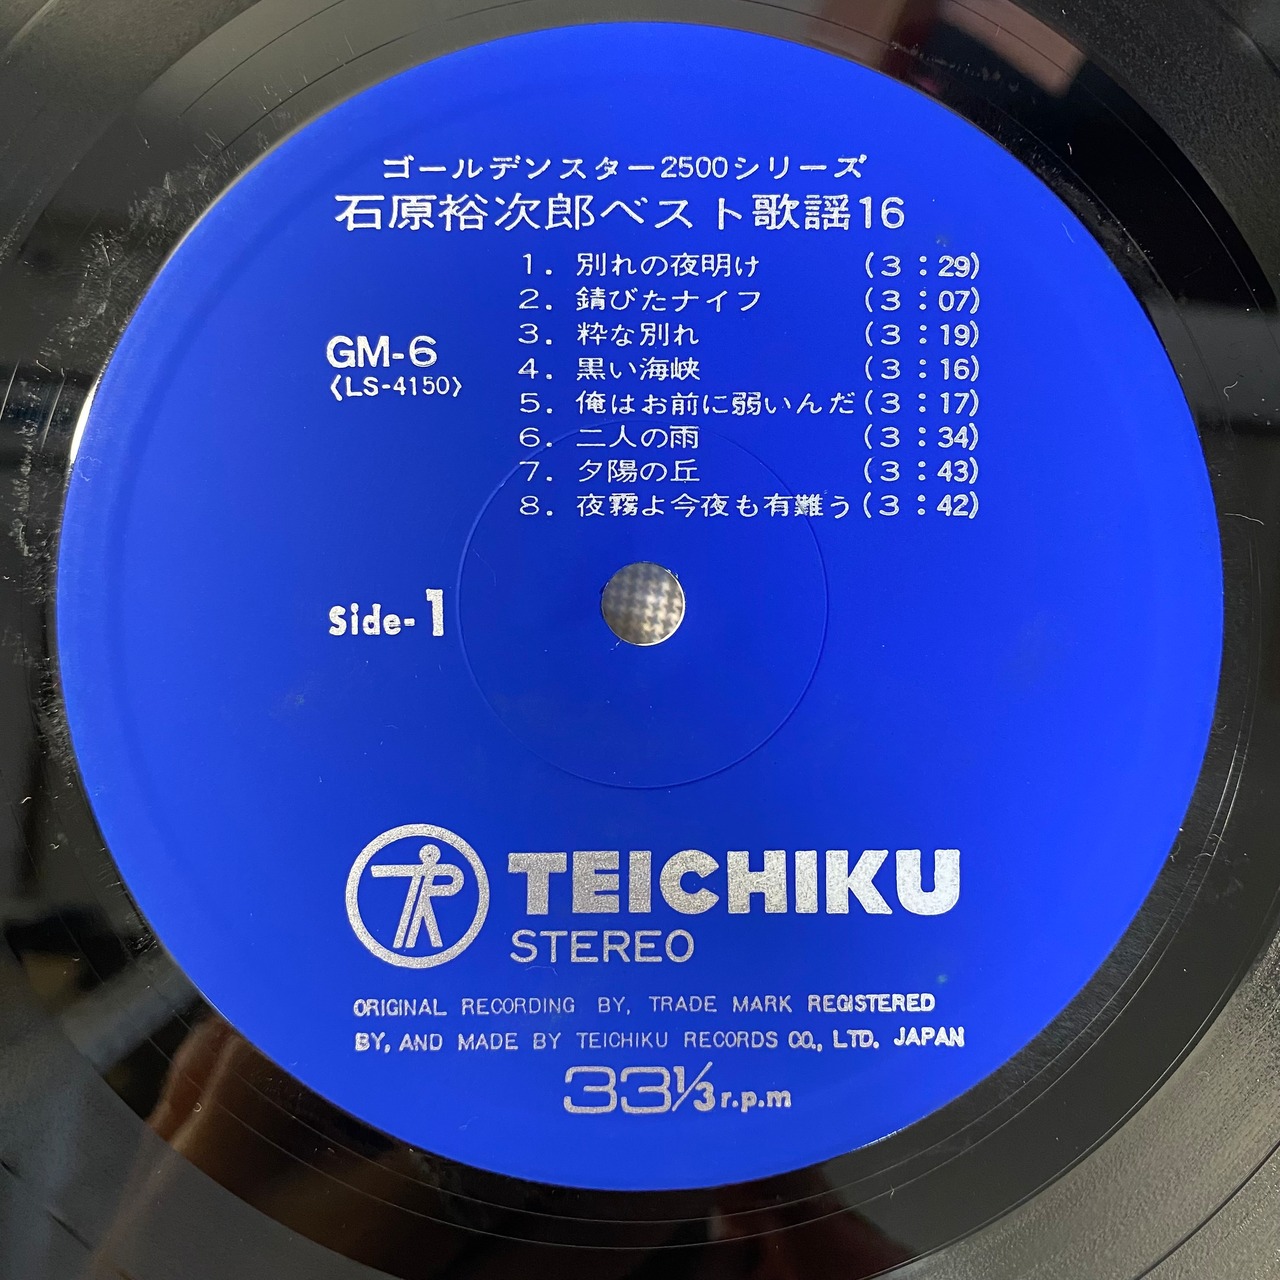 ゴールデンスター2500シリーズ
石原裕次郎ベスト歌謡16
1. 別れの夜明け (3:29)
2. 錆びたナイフ (3:07)
3. 粋な別れ (3:19)
GM-6
4. 黒い海峡 (3:16)
〈LS-4150〉
5. 俺はお前に弱いんだ (3:17)
6. 二人の雨 (3:34)
7. 夕陽の丘 (3:43)
8. 夜霧よ今夜も有難う (3:42)
Side-1
TR TEICHIKU
STEREO
ORIGINAL RECORDING BY, TRADE MARK REGISTERED
BY, AND MADE BY TEICHIKU RECORDS CO., LTD. JAPAN
33⅓ r.p.m